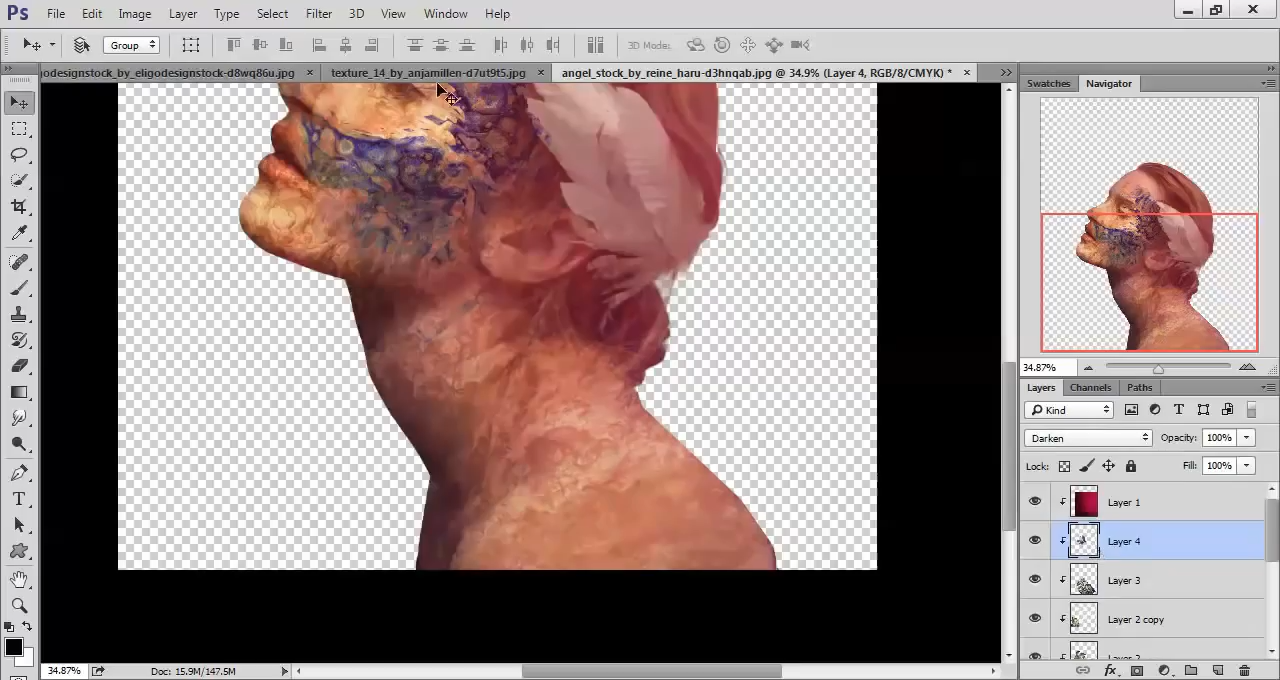 Ps File Edit Image Layer Type Select Filter 3D View Window Help
Group 3D Mode:
odesignstock_by_eligodesignstock-d8wq86u.jpg × texture_14_by_anjamillen-d7ut9t5.jpg × angel_stock_by_reine_haru-d3hnqab.jpg @ 34.9% (Layer 4, RGB/8/CMYK) * ×
Swatches Navigator
34.87%
Layers Channels Paths
Kind
Darken Opacity: 100%
Lock: Fill: 100%
Layer 1
Layer 4
Layer 3
Layer 2 copy
Layer 2
34.87% Doc: 15.9M/147.5M